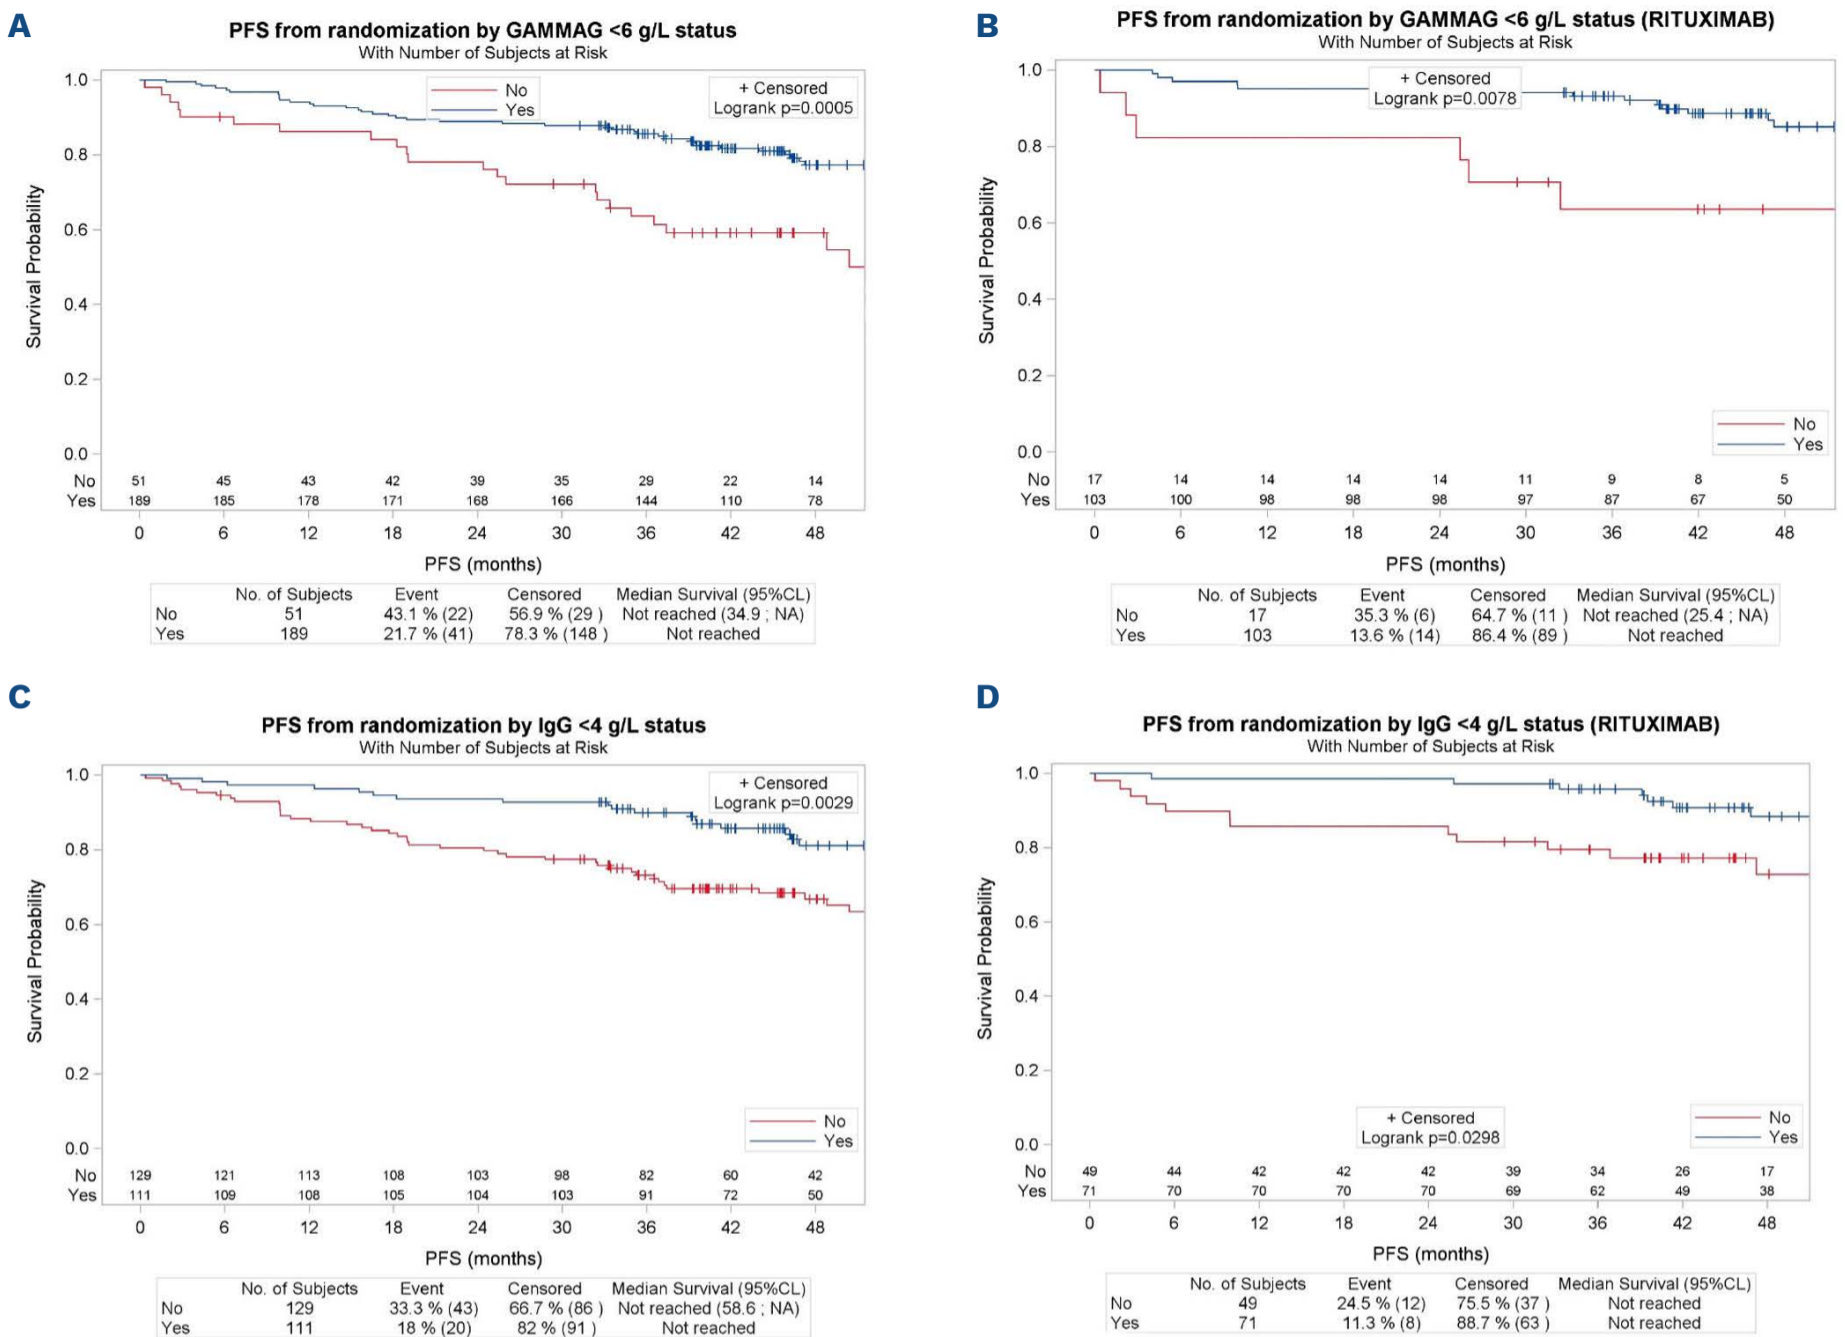 A
PFS from randomization by GAMMAG <6 g/L status
With Number of Subjects at Risk
No
Yes
+ Censored
Logrank p=0.0005
Survival Probability
1.0
0.8
0.6
0.4
0.2
0.0
No 51 45 43 42 39 35 29 22 14
Yes 189 185 178 171 168 166 144 110 78
0 6 12 18 24 30 36 42 48
PFS (months)
No. of Subjects Event Censored Median Survival (95%CL)
No 51 43.1 % (22) 56.9 % (29 ) Not reached (34.9 ; NA)
Yes 189 21.7 % (41) 78.3 % (148 ) Not reached
B
PFS from randomization by GAMMAG <6 g/L status (RITUXIMAB)
With Number of Subjects at Risk
+ Censored
Logrank p=0.0078
Survival Probability
1.0
0.8
0.6
0.4
0.2
0.0
No
Yes
No 17 14 14 14 14 11 9 8 5
Yes 103 100 98 98 98 97 87 67 50
0 6 12 18 24 30 36 42 48
PFS (months)
No. of Subjects Event Censored Median Survival (95%CL)
No 17 35.3 % (6) 64.7 % (11 ) Not reached (25.4 ; NA)
Yes 103 13.6 % (14) 86.4 % (89 ) Not reached
C
PFS from randomization by IgG <4 g/L status
With Number of Subjects at Risk
+ Censored
Logrank p=0.0029
Survival Probability
1.0
0.8
0.6
0.4
0.2
0.0
No
Yes
No 129 121 113 108 103 98 82 60 42
Yes 111 109 108 105 104 103 91 72 50
0 6 12 18 24 30 36 42 48
PFS (months)
No. of Subjects Event Censored Median Survival (95%CL)
No 129 33.3 % (43) 66.7 % (86 ) Not reached (58.6 ; NA)
Yes 111 18 % (20) 82 % (91 ) Not reached
D
PFS from randomization by IgG <4 g/L status (RITUXIMAB)
With Number of Subjects at Risk
Survival Probability
1.0
0.8
0.6
0.4
0.2
0.0
+ Censored
Logrank p=0.0298
No
Yes
No 49 44 42 42 42 39 34 26 17
Yes 71 70 70 70 70 69 62 49 38
0 6 12 18 24 30 36 42 48
PFS (months)
No. of Subjects Event Censored Median Survival (95%CL)
No 49 24.5 % (12) 75.5 % (37 ) Not reached
Yes 71 11.3 % (8) 88.7 % (63 ) Not reached